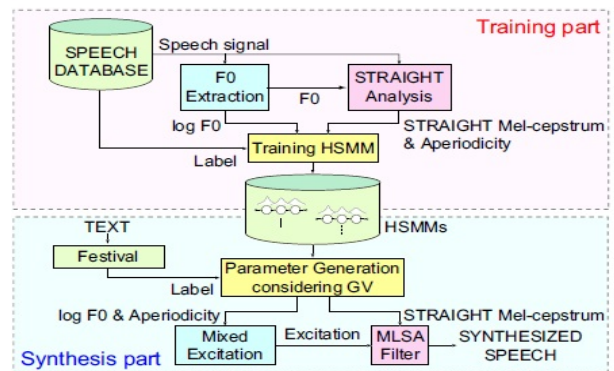 Training part
Speech signal
SPEECH
DATABASE
F0
Extraction
F0
STRAIGHT
Analysis
log F0
STRAIGHT Mel-cepstrum
& Aperiodicity
Label
Training HSMM
HSMMs
TEXT
Festival
Label
Parameter Generation
considering GV
log F0 & Aperiodicity
STRAIGHT Mel-cepstrum
Mixed
Excitation
Excitation
MLSA
Filter
SYNTHESIZED
SPEECH
Synthesis part